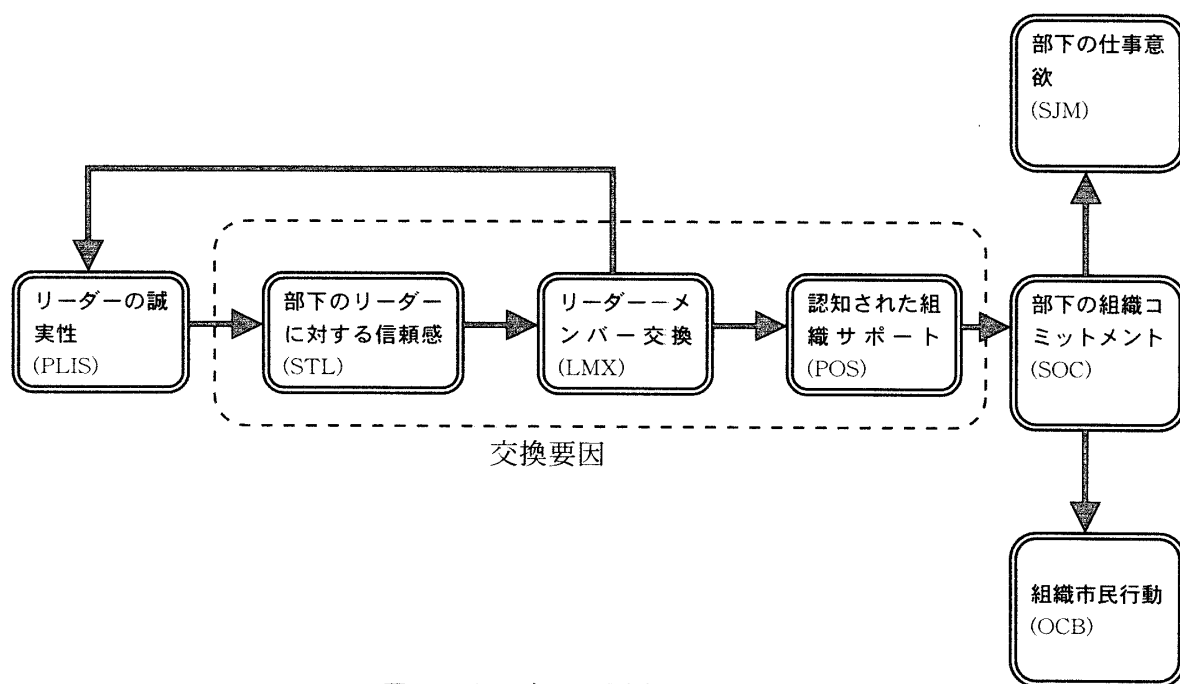 部下の仕事意
欲
(SJM)
リーダーの誠
実性
(PLIS)
部下のリーダー
に対する信頼感
(STL)
リーダー－メ
ンバー交換
(LMX)
認知された組
織サポート
(POS)
部下の組織コ
ミットメント
(SOC)
交換要因
組織市民行動
(OCB)